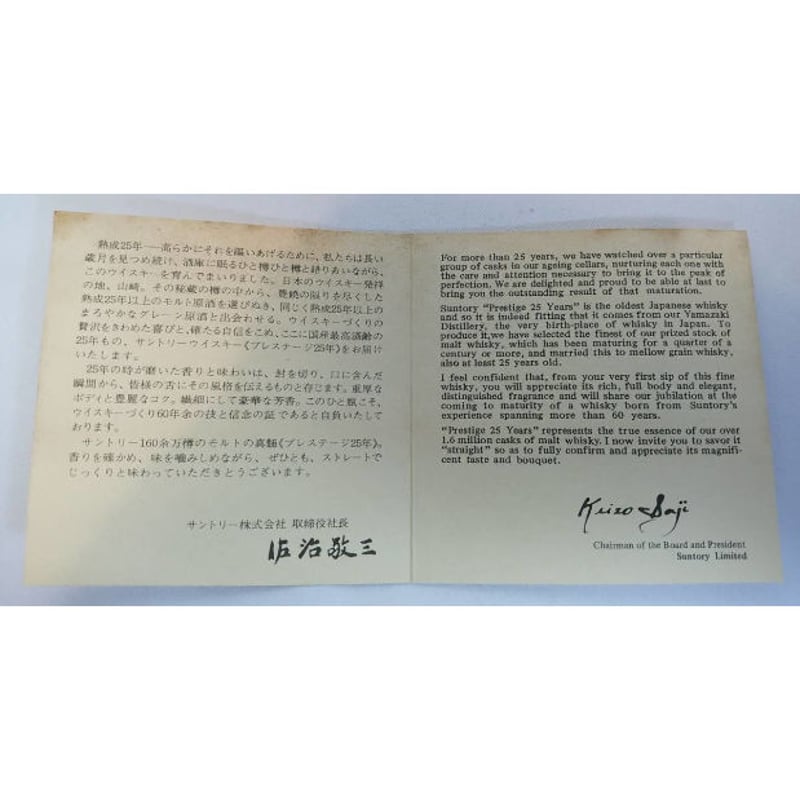 熟成25年──高らかにそれを謳いあげるために、私たちは長い
歳月を見つめ続け、酒庫に眠るひと樽ひと樽と語りあいながら、
このウイスキーを育んでまいりました。日本のウイスキー発祥
の地、山崎。その秘蔵の樽の中から、豊饒の限りを尽くした
熟成25年以上のモルト原酒を選びぬき、同じく熟成25年以上の
まろやかなグレーン原酒と出会わせる。ウイスキーづくりの
贅沢をきわめた喜びと、確たる自信をこめ、ここに国産最高酒齢の
25年もの、サントリーウイスキー《プレステージ25年》をお届け
いたします。
25年の時が磨いた香りと味わいは、封を切り、口に含んだ
瞬間から、皆様の舌にその風格を伝えるものと存じます。重厚な
ボディと豊麗なコク。繊細にして豪華な芳香。このひと瓶こそ、
ウイスキーづくり60年余の技と信念の証であると自負いたして
おります。
サントリー160余万樽のモルトの真髄《プレステージ25年》。
香りを確かめ、味を嚙みしめながら、ぜひとも、ストレートで
じっくりと味わっていただきとうございます。
サントリー株式会社 取締役社長
佐治敬三
For more than 25 years, we have watched over a particular
group of casks in our ageing cellars, nurturing each one with
the care and attention necessary to bring it to the peak of
perfection. We are delighted and proud to be able at last to
bring you the outstanding result of that maturation.
Suntory "Prestige 25 Years" is the oldest Japanese whisky
and so it is indeed fitting that it comes from our Yamazaki
Distillery, the very birth-place of whisky in Japan. To
produce it,we have selected the finest of our prized stock of
malt whisky, which has been maturing for a quarter of a
century or more, and married this to mellow grain whisky,
also at least 25 years old.
I feel confident that, from your very first sip of this fine
whisky, you will appreciate its rich, full body and elegant,
distinguished fragrance and will share our jubilation at the
coming to maturity of a whisky born from Suntory's
experience spanning more than 60 years.
"Prestige 25 Years" represents the true essence of our over
1.6 million casks of malt whisky. I now invite you to savor it
"straight" so as to fully confirm and appreciate its magnifi-
cent taste and bouquet.
Keizo Saji
Chairman of the Board and President
Suntory Limited